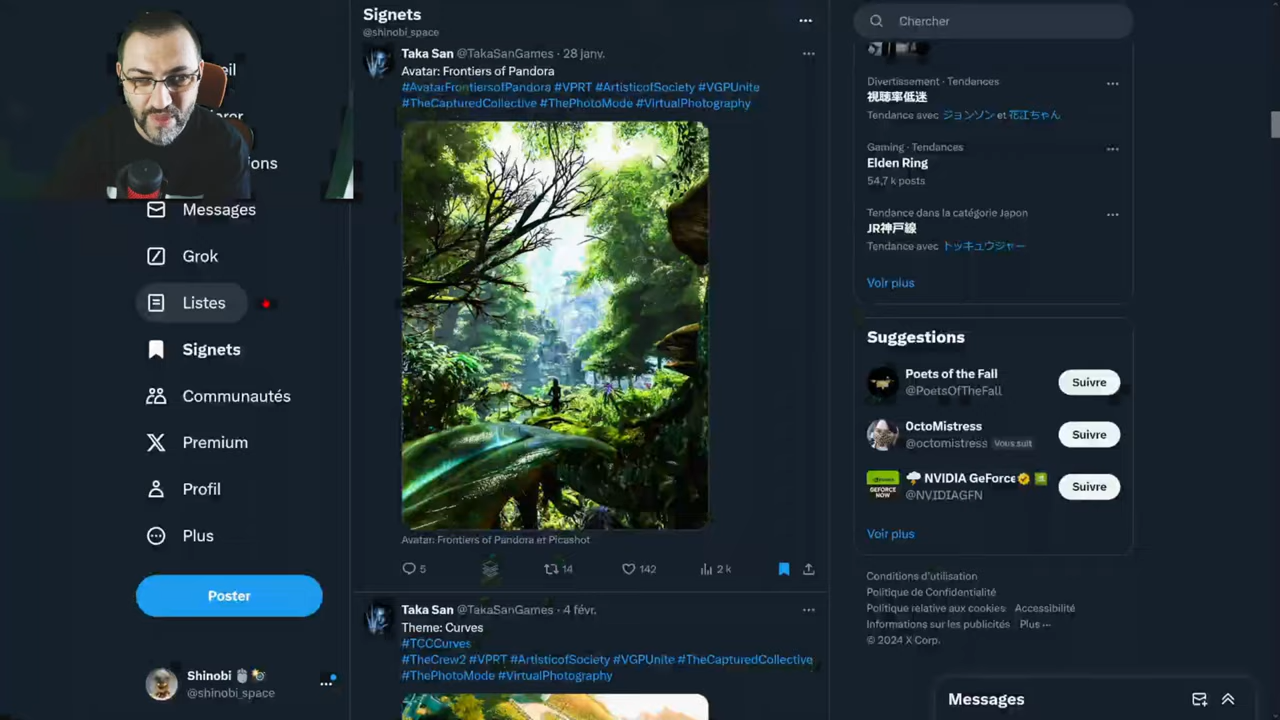 eil
orer
ions
Messages
Grok
Listes
Signets
Communautés
Premium
Profil
Plus
Poster
Shinobi
@shinobi_space
Signets
@shinobi_space
Taka San @TakaSanGames · 28 janv.
Avatar: Frontiers of Pandora
#AvatarFrontiersofPandora #VPRT #ArtisticofSociety #VGPUnite
#TheCapturedCollective #ThePhotoMode #VirtualPhotography
Avatar: Frontiers of Pandora et Picashot
5 14 142 2 k
Taka San @TakaSanGames · 4 févr.
Theme: Curves
#TCCCurves
#TheCrew2 #VPRT #ArtisticofSociety #VGPUnite #TheCapturedCollective
#ThePhotoMode #VirtualPhotography
Chercher
Divertissement · Tendances
視聴率低迷
Tendance avec ジョンソン et 花江ちゃん
Gaming · Tendances
Elden Ring
54,7 k posts
Tendance dans la catégorie Japon
JR神戸線
Tendance avec トッキュウジャー
Voir plus
Suggestions
Poets of the Fall
@PoetsOfTheFall
Suivre
OctoMistress
@octomistress Vous suit
Suivre
NVIDIA GeForce
@NVIDIAGFN
Suivre
Voir plus
Conditions d'utilisation
Politique de Confidentialité
Politique relative aux cookies Accessibilité
Informations sur les publicités Plus ···
© 2024 X Corp.
Messages